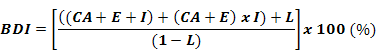 BDI = [ ((CA + E + I) + (CA + E) x I) + L / (1 − L) ] x 100 (%)